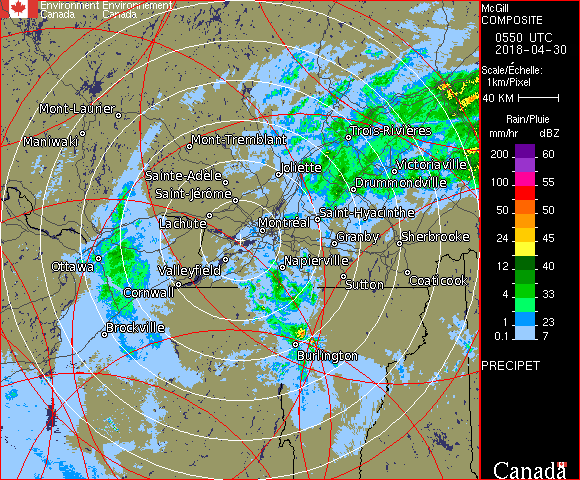 Environment Environnement
Canada Canada
McGill
COMPOSITE
0550 UTC
2018-04-30
Scale/Échelle:
1km/Pixel
40 KM
Rain/Pluie
mm/hr dBZ
200 60
100 55
50 50
24 45
12 40
4 33
1 23
0.1 7
PRECIPET
Canada
Mont-Laurier
Maniwaki
Mont-Tremblant
Trois-Rivières
Joliette
Victoriaville
Sainte-Adèle
Drummondville
Saint-Jérôme
Saint-Hyacinthe
Lachute
Montréal
Granby
Sherbrooke
Ottawa
Valleyfield
Napierville
Sutton
Coaticook
Cornwall
Brockville
Burlington